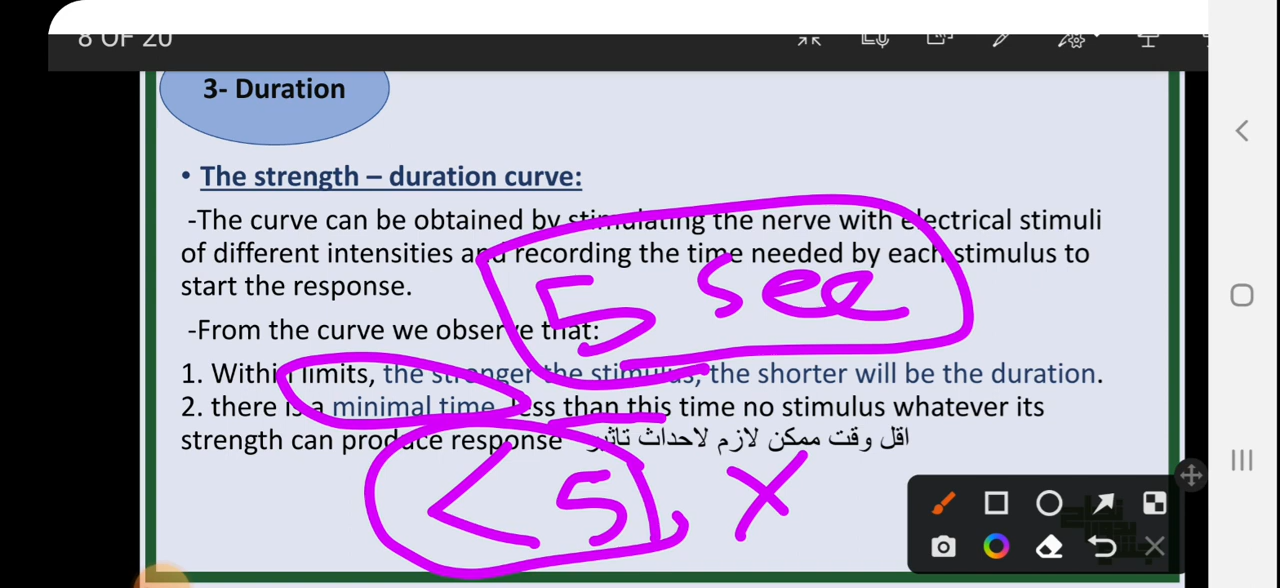 8 OF 20
3- Duration
• The strength – duration curve:
-The curve can be obtained by stimulating the nerve with electrical stimuli
of different intensities and recording the time needed by each stimulus to
start the response.
5 sec
-From the curve we observe that:
1. Within limits, the stronger the stimulus, the shorter will be the duration.
2. there is a minimal time, less than this time no stimulus whatever its
strength can produce response اقل وقت ممكن لازم لاحداث تاثير
< 5, X